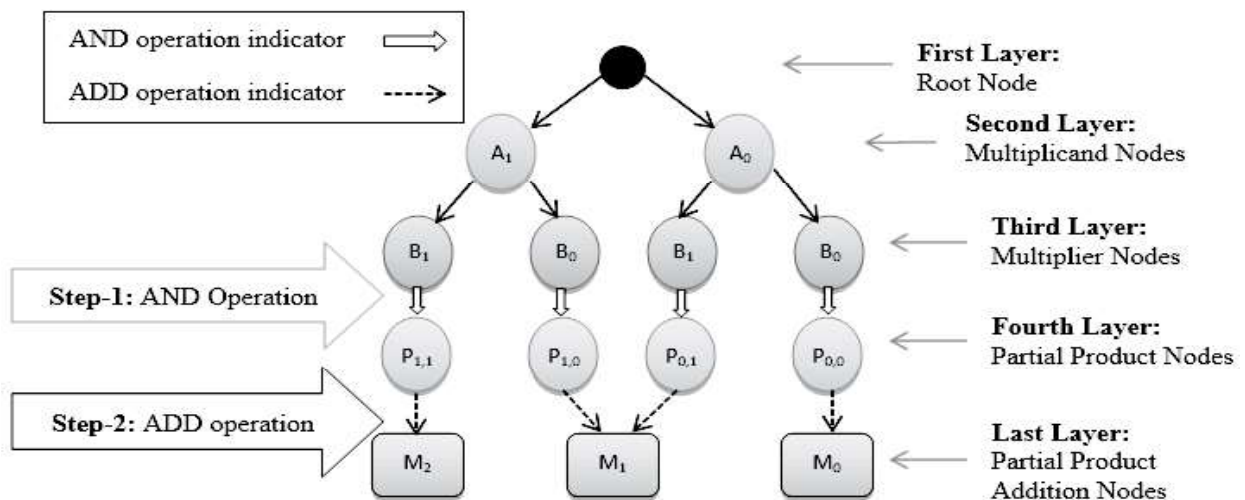 AND operation indicator
ADD operation indicator
First Layer:
Root Node
Second Layer:
Multiplicand Nodes
A1
A0
Third Layer:
Multiplier Nodes
B1
B0
B1
B0
Step-1: AND Operation
Fourth Layer:
Partial Product Nodes
P1,1
P1,0
P0,1
P0,0
Step-2: ADD operation
Last Layer:
Partial Product
Addition Nodes
M2
M1
M0